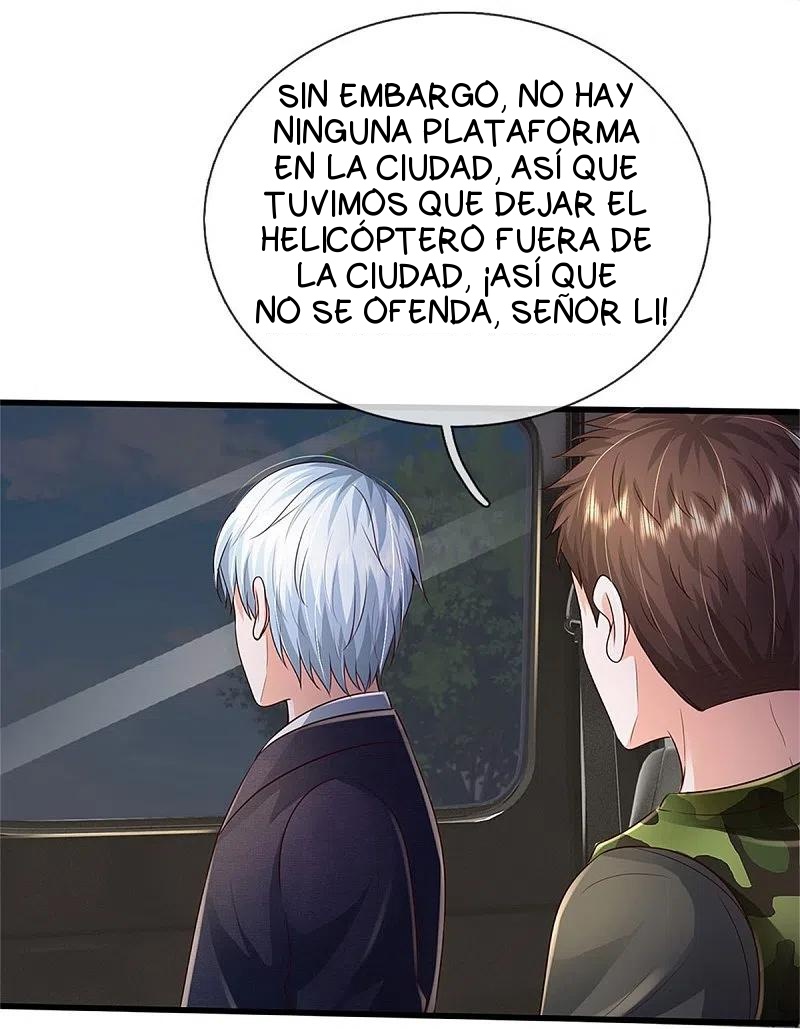 SIN EMBARGO, NO HAY
NINGUNA PLATAFORMA
EN LA CIUDAD, ASÍ QUE
TUVIMOS QUE DEJAR EL
HELICÓPTERO FUERA DE
LA CIUDAD, ¡ASÍ QUE
NO SE OFENDA, SEÑOR LI!